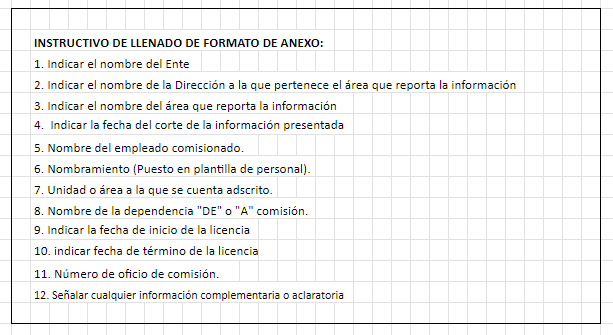 INSTRUCTIVO DE LLENADO DE FORMATO DE ANEXO:
1. Indicar el nombre del Ente
2. Indicar el nombre de la Dirección a la que pertenece el área que reporta la información
3. Indicar el nombre del área que reporta la información
4. Indicar la fecha del corte de la información presentada
5. Nombre del empleado comisionado.
6. Nombramiento (Puesto en plantilla de personal).
7. Unidad o área a la que se cuenta adscrito.
8. Nombre de la dependencia "DE" o "A" comisión.
9. Indicar la fecha de inicio de la licencia
10. indicar fecha de término de la licencia
11. Número de oficio de comisión.
12. Señalar cualquier información complementaria o aclaratoria